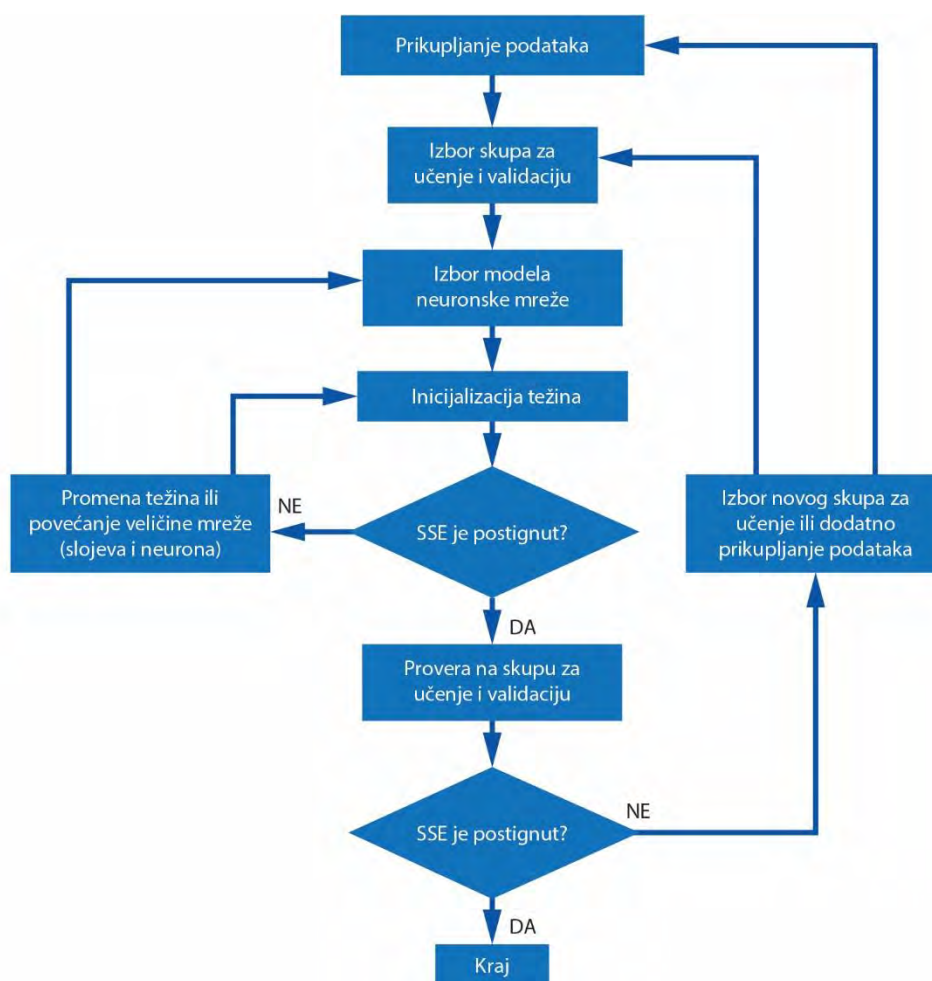 Prikupljanje podataka
Izbor skupa za
učenje i validaciju
Izbor modela
neuronske mreže
Inicijalizacija težina
Promena težina ili
povećanje veličine mreže
(slojeva i neurona)
NE
SSE je postignut?
Izbor novog skupa za
učenje ili dodatno
prikupljanje podataka
DA
Provera na skupu za
učenje i validaciju
SSE je postignut?
NE
DA
Kraj